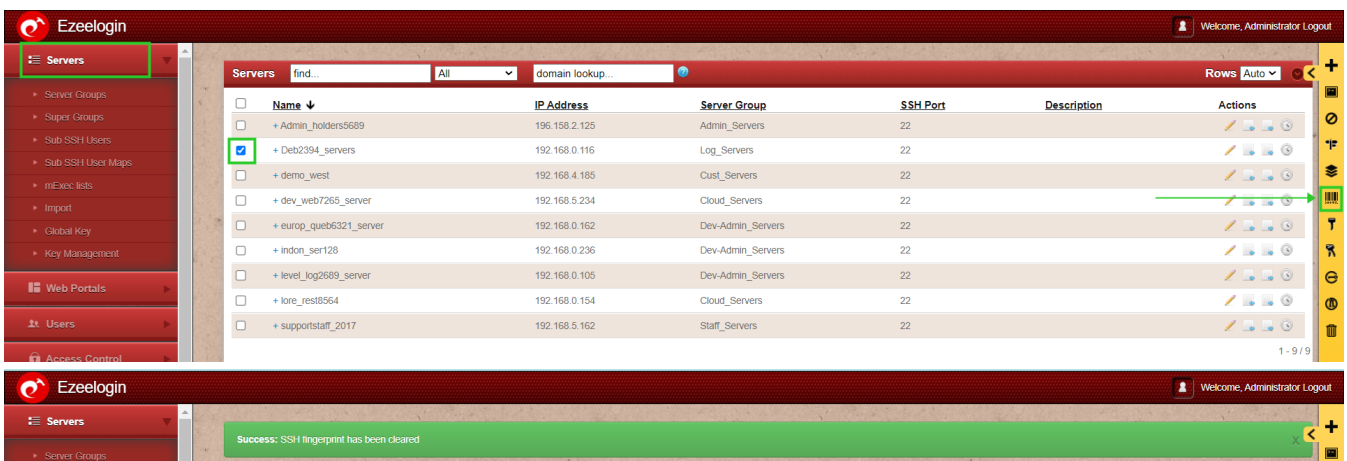 Ezeelogin
Welcome, Administrator Logout
Servers
Server Groups
Super Groups
Sub SSH Users
Sub SSH User Maps
mExec lists
Import
Global Key
Key Management
Web Portals
Users
Access Control
Servers find... All domain lookup... Rows Auto
Name IP Address Server Group SSH Port Description Actions
+ Admin_holders5689 196.158.2.125 Admin_Servers 22
+ Deb2394_servers 192.168.0.116 Log_Servers 22
+ demo_west 192.168.4.185 Cust_Servers 22
+ dev_web7265_server 192.168.5.234 Cloud_Servers 22
+ europ_queb6321_server 192.168.0.162 Dev-Admin_Servers 22
+ indon_ser128 192.168.0.236 Dev-Admin_Servers 22
+ level_log2689_server 192.168.0.105 Dev-Admin_Servers 22
+ lore_rest8564 192.168.0.154 Cloud_Servers 22
+ supportstaff_2017 192.168.5.162 Staff_Servers 22
1 - 9 / 9
Ezeelogin
Welcome, Administrator Logout
Servers
Server Groups
Success: SSH fingerprint has been cleared X